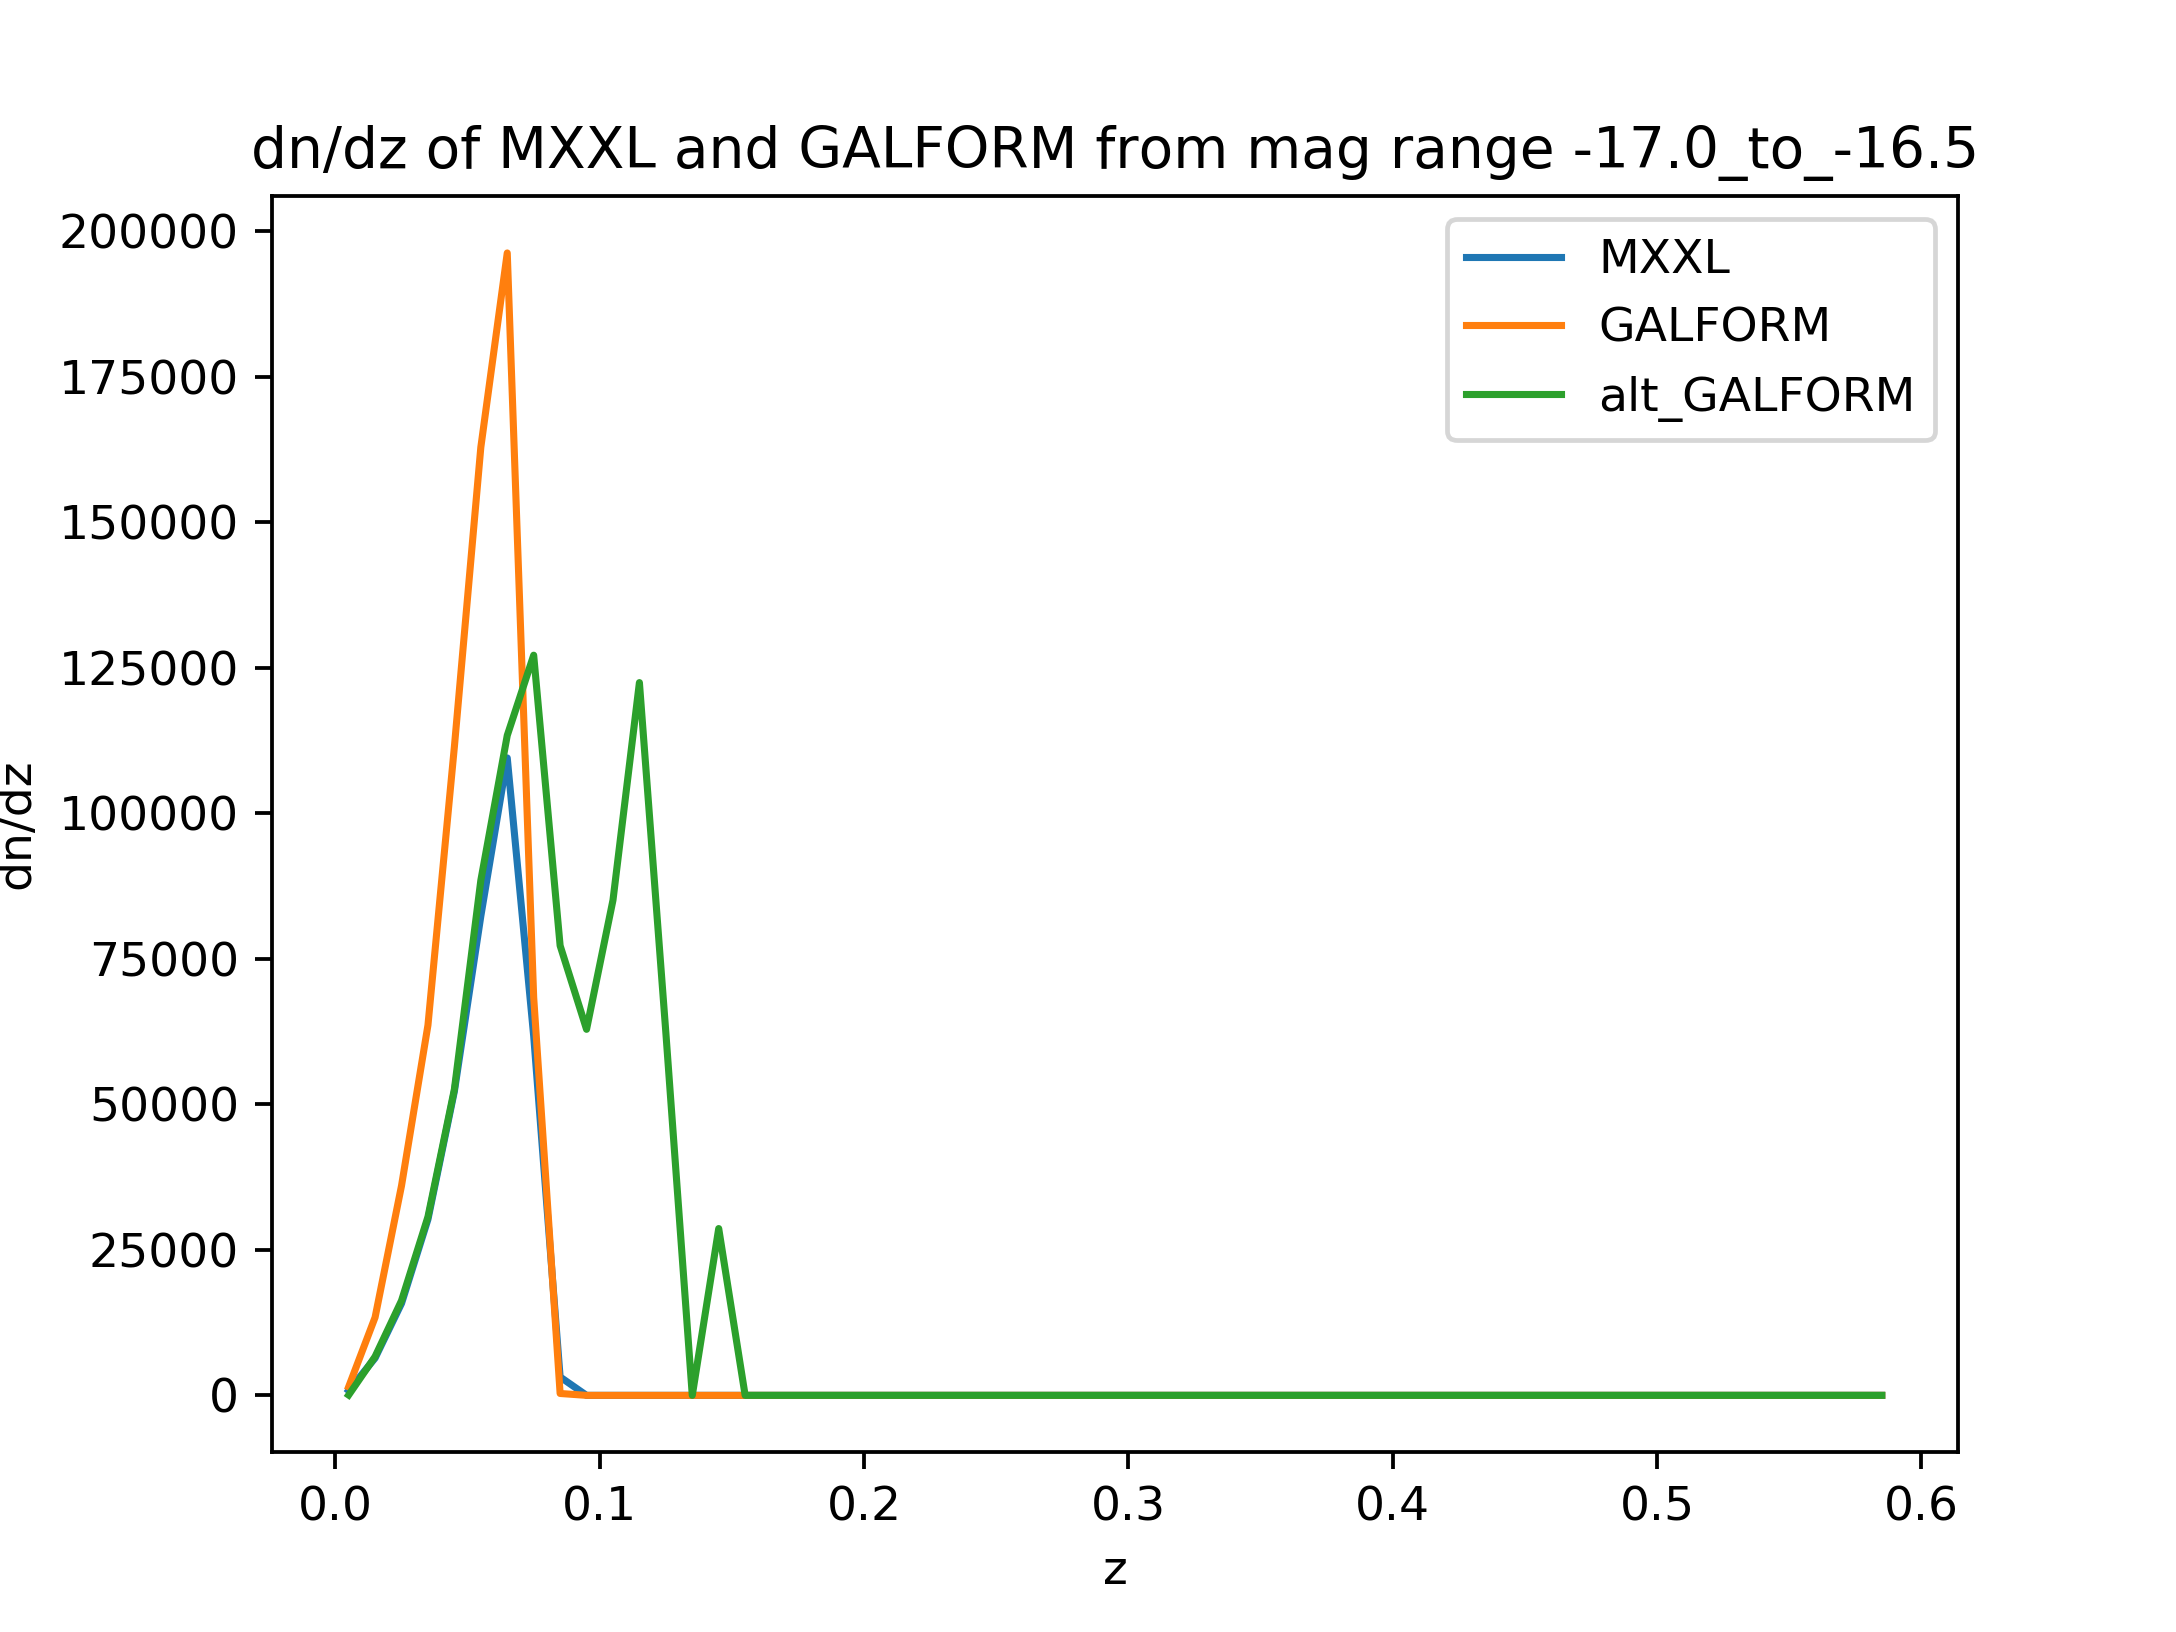 dn/dz of MXXL and GALFORM from mag range -17.0_to_-16.5
MXXL
GALFORM
alt_GALFORM
200000
175000
150000
125000
100000
75000
50000
25000
0
dn/dz
0.0 0.1 0.2 0.3 0.4 0.5 0.6
z